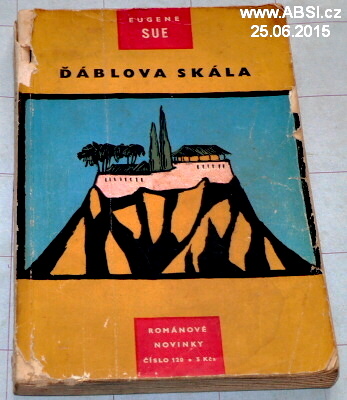 www.ABSI.cz
25.06.2015
EUGENE
SUE
ĎÁBLOVA SKÁLA
ROMÁNOVÉ
NOVINKY
ČÍSLO 120 • 3 Kčs